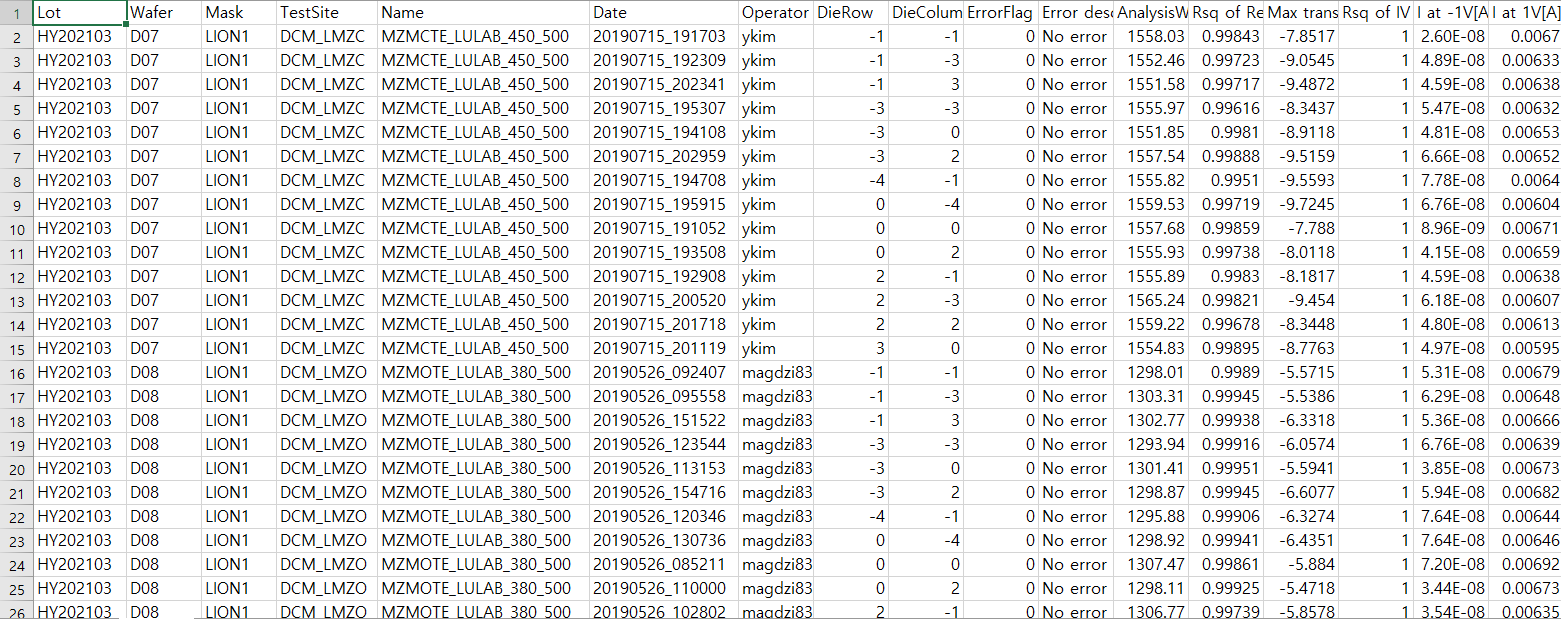 1 Lot Wafer Mask TestSite Name Date Operator DieRow DieColum ErrorFlag Error desc AnalysisW Rsq of Re Max trans Rsq of IV I at -1V[A I at 1V[A]
2 HY202103 D07 LION1 DCM_LMZC MZMCTE_LULAB_450_500 20190715_191703 ykim -1 -1 0 No error 1558.03 0.99843 -7.8517 1 2.60E-08 0.0067
3 HY202103 D07 LION1 DCM_LMZC MZMCTE_LULAB_450_500 20190715_192309 ykim -1 -3 0 No error 1552.46 0.99723 -9.0545 1 4.89E-08 0.00633
4 HY202103 D07 LION1 DCM_LMZC MZMCTE_LULAB_450_500 20190715_202341 ykim -1 3 0 No error 1551.58 0.99717 -9.4872 1 4.59E-08 0.00638
5 HY202103 D07 LION1 DCM_LMZC MZMCTE_LULAB_450_500 20190715_195307 ykim -3 -3 0 No error 1555.97 0.99616 -8.3437 1 5.47E-08 0.00632
6 HY202103 D07 LION1 DCM_LMZC MZMCTE_LULAB_450_500 20190715_194108 ykim -3 0 0 No error 1551.85 0.9981 -8.9118 1 4.81E-08 0.00653
7 HY202103 D07 LION1 DCM_LMZC MZMCTE_LULAB_450_500 20190715_202959 ykim -3 2 0 No error 1557.54 0.99888 -9.5159 1 6.66E-08 0.00652
8 HY202103 D07 LION1 DCM_LMZC MZMCTE_LULAB_450_500 20190715_194708 ykim -4 -1 0 No error 1555.82 0.9951 -9.5593 1 7.78E-08 0.0064
9 HY202103 D07 LION1 DCM_LMZC MZMCTE_LULAB_450_500 20190715_195915 ykim 0 -4 0 No error 1559.53 0.99719 -9.7245 1 6.76E-08 0.00604
10 HY202103 D07 LION1 DCM_LMZC MZMCTE_LULAB_450_500 20190715_191052 ykim 0 0 0 No error 1557.68 0.99859 -7.788 1 8.96E-09 0.00671
11 HY202103 D07 LION1 DCM_LMZC MZMCTE_LULAB_450_500 20190715_193508 ykim 0 2 0 No error 1555.93 0.99738 -8.0118 1 4.15E-08 0.00659
12 HY202103 D07 LION1 DCM_LMZC MZMCTE_LULAB_450_500 20190715_192908 ykim 2 -1 0 No error 1555.89 0.9983 -8.1817 1 4.59E-08 0.00638
13 HY202103 D07 LION1 DCM_LMZC MZMCTE_LULAB_450_500 20190715_200520 ykim 2 -3 0 No error 1565.24 0.99821 -9.454 1 6.18E-08 0.00607
14 HY202103 D07 LION1 DCM_LMZC MZMCTE_LULAB_450_500 20190715_201718 ykim 2 2 0 No error 1559.22 0.99678 -8.3448 1 4.80E-08 0.00613
15 HY202103 D07 LION1 DCM_LMZC MZMCTE_LULAB_450_500 20190715_201119 ykim 3 0 0 No error 1554.83 0.99895 -8.7763 1 4.97E-08 0.00595
16 HY202103 D08 LION1 DCM_LMZO MZMOTE_LULAB_380_500 20190526_092407 magdzi83 -1 -1 0 No error 1298.01 0.9989 -5.5715 1 5.31E-08 0.00679
17 HY202103 D08 LION1 DCM_LMZO MZMOTE_LULAB_380_500 20190526_095558 magdzi83 -1 -3 0 No error 1303.31 0.99945 -5.5386 1 6.29E-08 0.00648
18 HY202103 D08 LION1 DCM_LMZO MZMOTE_LULAB_380_500 20190526_151522 magdzi83 -1 3 0 No error 1302.77 0.99938 -6.3318 1 5.36E-08 0.00666
19 HY202103 D08 LION1 DCM_LMZO MZMOTE_LULAB_380_500 20190526_123544 magdzi83 -3 -3 0 No error 1293.94 0.99916 -6.0574 1 6.76E-08 0.00639
20 HY202103 D08 LION1 DCM_LMZO MZMOTE_LULAB_380_500 20190526_113153 magdzi83 -3 0 0 No error 1301.41 0.99951 -5.5941 1 3.85E-08 0.00673
21 HY202103 D08 LION1 DCM_LMZO MZMOTE_LULAB_380_500 20190526_154716 magdzi83 -3 2 0 No error 1298.87 0.99945 -6.6077 1 5.94E-08 0.00682
22 HY202103 D08 LION1 DCM_LMZO MZMOTE_LULAB_380_500 20190526_120346 magdzi83 -4 -1 0 No error 1295.88 0.99906 -6.3274 1 7.64E-08 0.00644
23 HY202103 D08 LION1 DCM_LMZO MZMOTE_LULAB_380_500 20190526_130736 magdzi83 0 -4 0 No error 1298.92 0.99941 -6.4351 1 7.64E-08 0.00646
24 HY202103 D08 LION1 DCM_LMZO MZMOTE_LULAB_380_500 20190526_085211 magdzi83 0 0 0 No error 1307.47 0.99861 -5.884 1 7.20E-08 0.00692
25 HY202103 D08 LION1 DCM_LMZO MZMOTE_LULAB_380_500 20190526_110000 magdzi83 0 2 0 No error 1298.11 0.99925 -5.4718 1 3.44E-08 0.00673
26 HY202103 D08 LION1 DCM_LMZO MZMOTE_LULAB_380_500 20190526_102802 magdzi83 2 -1 0 No error 1306.77 0.99739 -5.8578 1 3.54E-08 0.00635